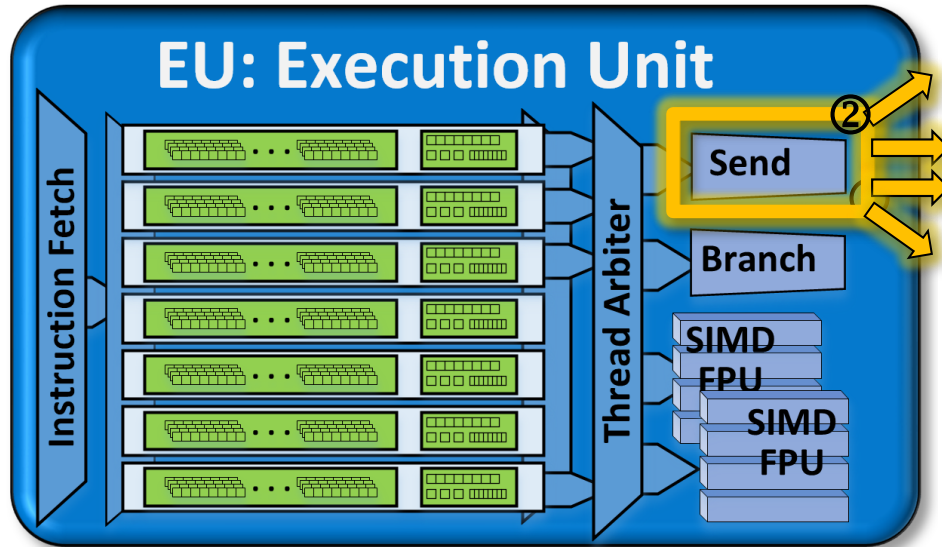 EU: Execution Unit
②
Instruction Fetch
Thread Arbiter
Send
Branch
SIMD
FPU
SIMD
FPU